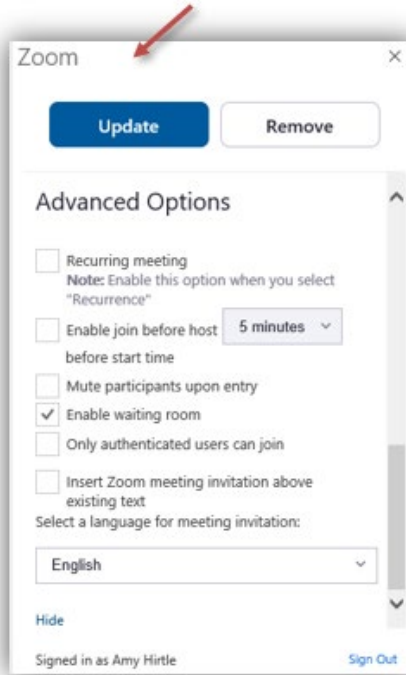 Zoom
Update
Remove
Advanced Options
Recurring meeting
Note: Enable this option when you select
"Recurrence"
Enable join before host
5 minutes
before start time
Mute participants upon entry
Enable waiting room
Only authenticated users can join
Insert Zoom meeting invitation above
existing text
Select a language for meeting invitation:
English
Hide
Signed in as Amy Hirtle
Sign Out